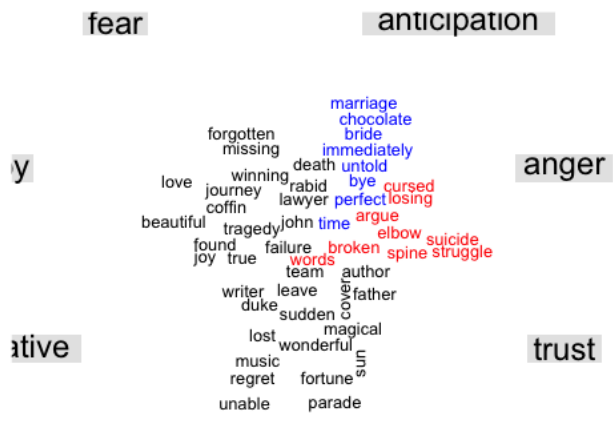 fear
anticipation
marriage
chocolate
forgotten
bride
missing
immediately
death
untold
y
anger
winning
bye
love
rabid
cursed
journey
lawyer
perfect
losing
coffin
argue
beautiful
john
time
tragedy
elbow
found
failure
broken
suicide
joy
true
words
spine
struggle
team
author
writer
leave
cover
father
duke
sudden
magical
lost
wonderful
music
sun
regret
fortune
ative
trust
unable
parade